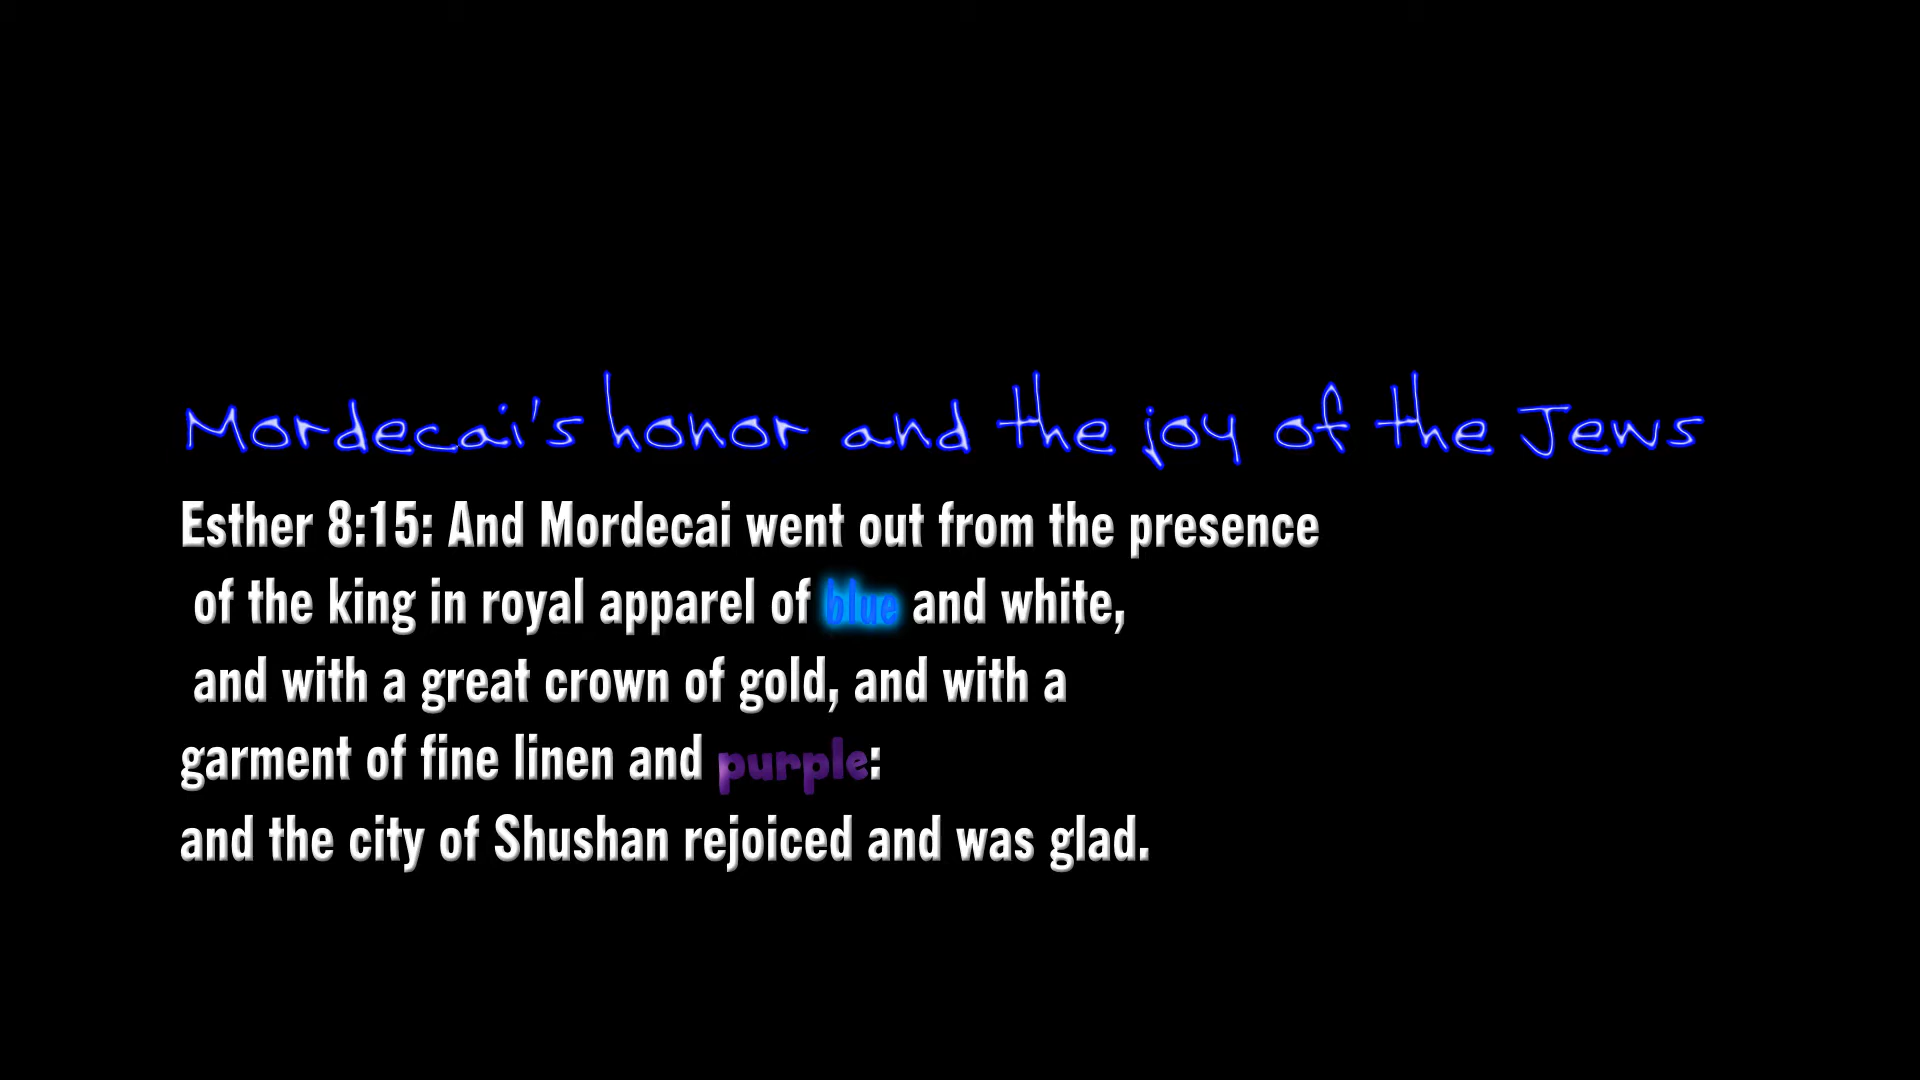 Mordecai's honor and the joy of the Jews
Esther 8:15: And Mordecai went out from the presence
of the king in royal apparel of blue and white,
and with a great crown of gold, and with a
garment of fine linen and purple:
and the city of Shushan rejoiced and was glad.